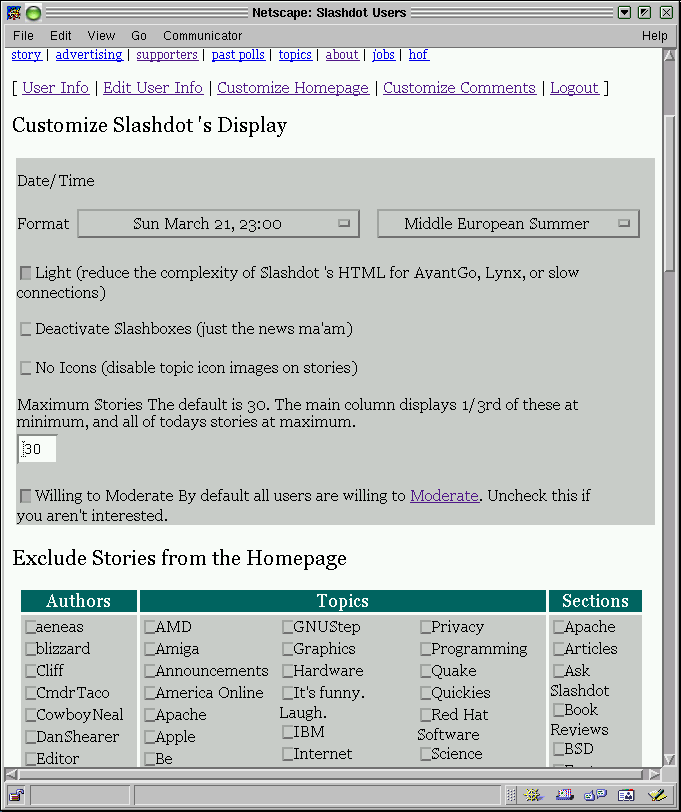 Netscape: Slashdot Users
File Edit View Go Communicator Help
story | advertising | supporters | past polls | topics | about | jobs | hof
[ User Info | Edit User Info | Customize Homepage | Customize Comments | Logout ]
Customize Slashdot 's Display
Date/Time
Format Sun March 21, 23:00 Middle European Summer
Light (reduce the complexity of Slashdot 's HTML for AvantGo, Lynx, or slow
connections)
Deactivate Slashboxes (just the news ma'am)
No Icons (disable topic icon images on stories)
Maximum Stories The default is 30. The main column displays 1/3rd of these at
minimum, and all of todays stories at maximum.
30
Willing to Moderate By default all users are willing to Moderate. Uncheck this if
you aren't interested.
Exclude Stories from the Homepage
Authors Topics Sections
aeneas AMD GNUStep Privacy Apache
blizzard Amiga Graphics Programming Articles
Cliff Announcements Hardware Quake Ask
CmdrTaco America Online It's funny. Quickies Slashdot
CowboyNeal Apache Laugh. Red Hat Book
DanShearer Apple IBM Software Reviews
Editor Be Internet Science BSD